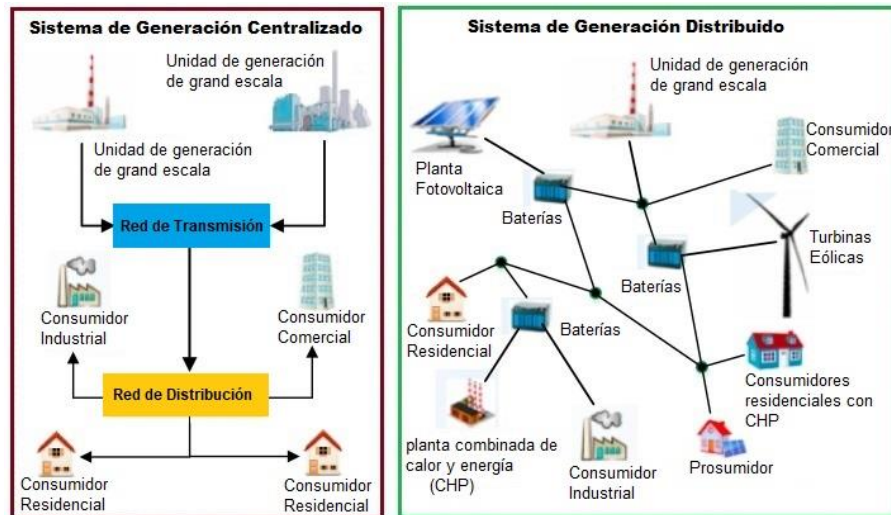 Sistema de Generación Centralizado
Unidad de generación
de grand escala
Unidad de generación
de grand escala
Red de Transmisión
Consumidor
Industrial
Consumidor
Comercial
Red de Distribución
Consumidor
Residencial
Consumidor
Residencial
Sistema de Generación Distribuido
Unidad de generación
de grand escala
Planta
Fotovoltaica
Consumidor
Comercial
Baterías
Baterías
Turbinas
Eólicas
Consumidor
Residencial
Baterías
Consumidores
residenciales con
CHP
planta combinada de
calor y energía
(CHP)
Consumidor
Industrial
Prosumidor